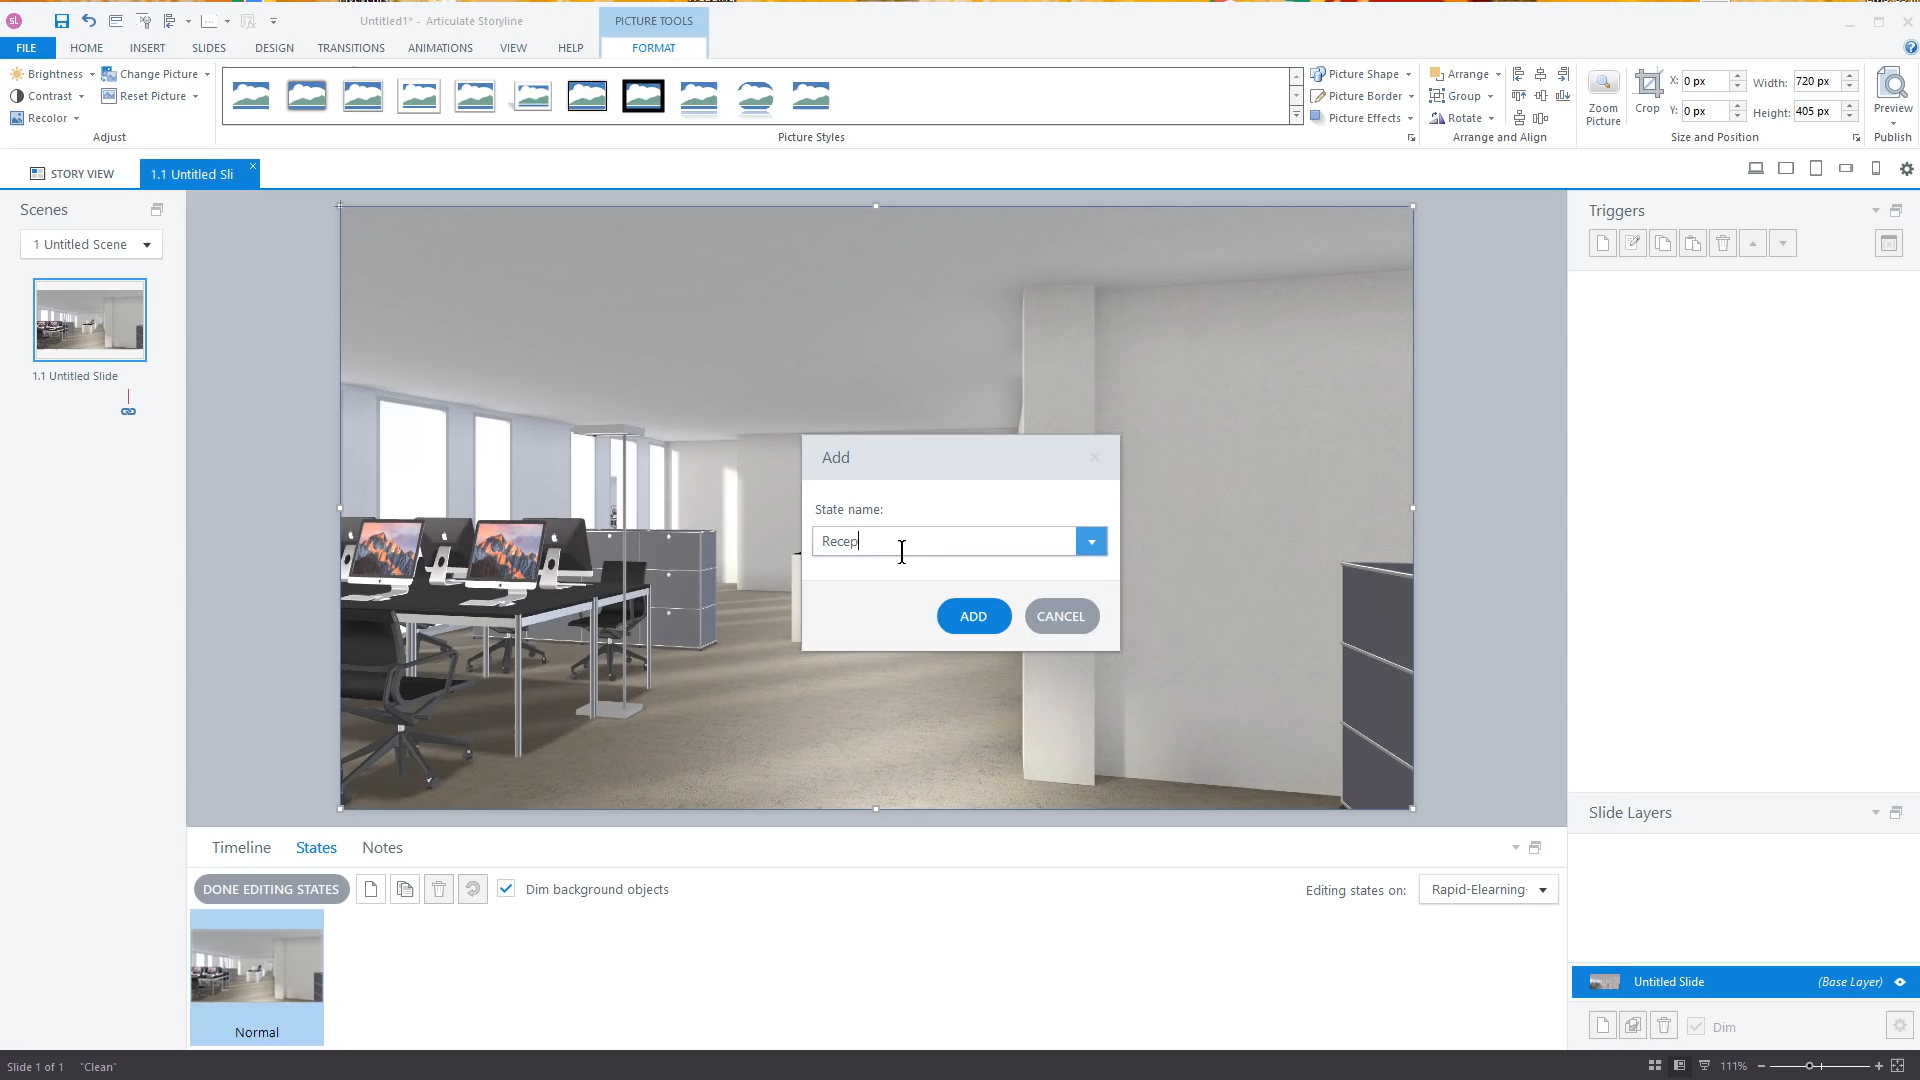 sl
Untitled1* - Articulate Storyline
PICTURE TOOLS
FILE
HOME
INSERT
SLIDES
DESIGN
TRANSITIONS
ANIMATIONS
VIEW
HELP
FORMAT
Brightness
Change Picture
Contrast
Reset Picture
Recolor
Adjust
Picture Styles
Picture Shape
Picture Border
Picture Effects
Arrange
Group
Rotate
Arrange and Align
Zoom
Picture
Crop
X: 0 px
Y: 0 px
Width: 720 px
Height: 405 px
Size and Position
Preview
Publish
STORY VIEW
1.1 Untitled Sli
Scenes
1 Untitled Scene
1.1 Untitled Slide
Triggers
Add
State name:
Recep
ADD
CANCEL
Slide Layers
Timeline
States
Notes
DONE EDITING STATES
Dim background objects
Editing states on:
Rapid-Elearning-
Normal
Untitled Slide
(Base Layer)
Dim
Slide 1 of 1
"Clean"
111%